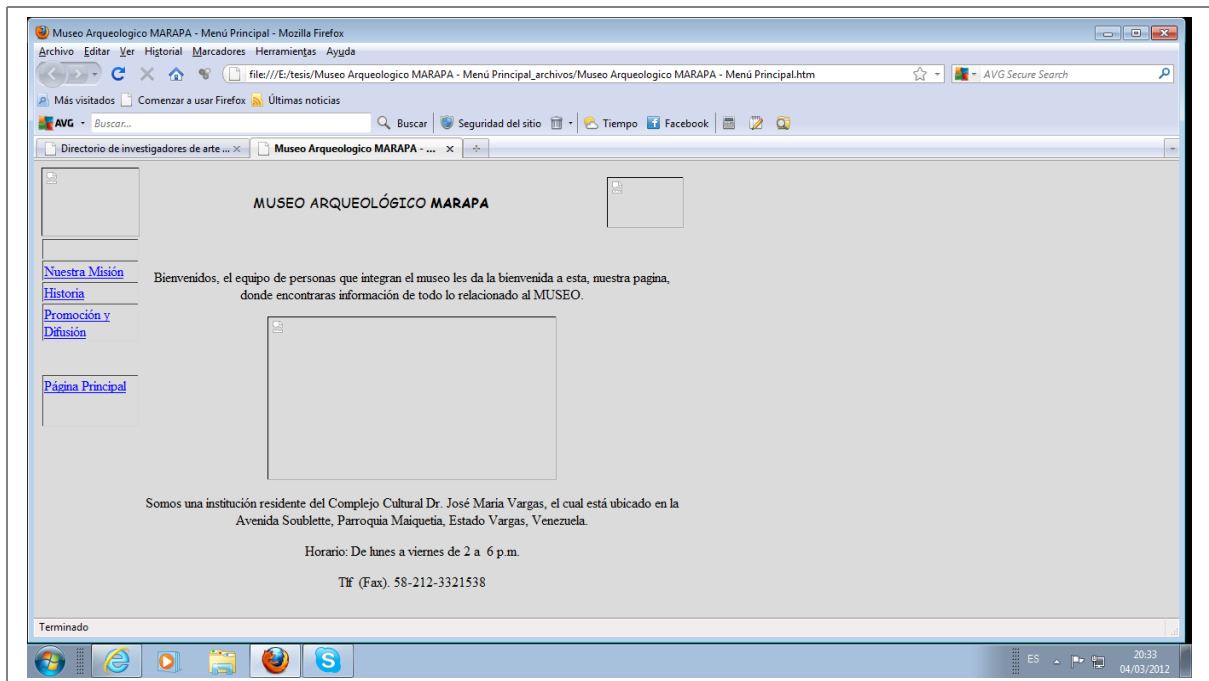 Museo Arqueologico MARAPA - Menú Principal - Mozilla Firefox
Archivo Editar Ver Historial Marcadores Herramientas Ayuda
file:///E:/tesis/Museo Arqueologico MARAPA - Menú Principal_archivos/Museo Arqueologico MARAPA - Menú Principal.htm
AVG Secure Search
Más visitados Comenzar a usar Firefox Últimas noticias
AVG Buscar... Buscar Seguridad del sitio Tiempo Facebook
Directorio de investigadores de arte ... Museo Arqueologico MARAPA - ...
MUSEO ARQUEOLÓGICO MARAPA
Nuestra Misión
Historia
Promoción y
Difusión
Página Principal
Bienvenidos, el equipo de personas que integran el museo les da la bienvenida a esta, nuestra pagina,
donde encontraras información de todo lo relacionado al MUSEO.
Somos una institución residente del Complejo Cultural Dr. José Maria Vargas, el cual está ubicado en la
Avenida Soublette, Parroquia Maiquetía, Estado Vargas, Venezuela.
Horario: De lunes a viernes de 2 a 6 p.m.
Tlf (Fax). 58-212-3321538
Terminado
ES
20:33
04/03/2012